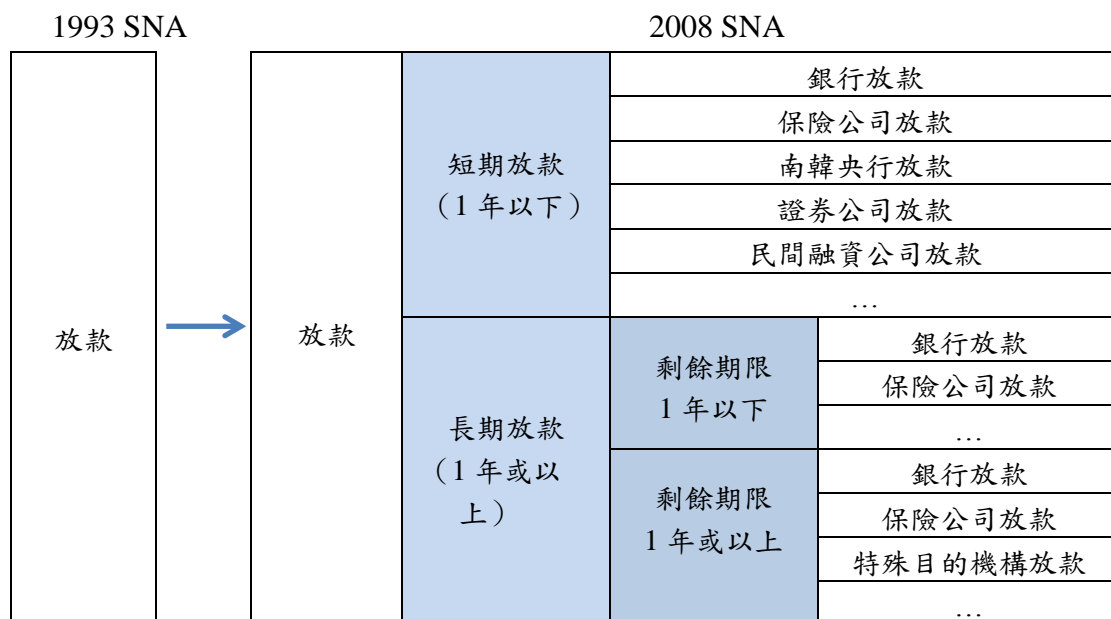 1993 SNA
2008 SNA
放款
放款
短期放款
（1 年以下）
銀行放款
保險公司放款
南韓央行放款
證券公司放款
民間融資公司放款
…
長期放款
（1 年或以
上）
剩餘期限
1 年以下
銀行放款
保險公司放款
…
剩餘期限
1 年或以上
銀行放款
保險公司放款
特殊目的機構放款
…